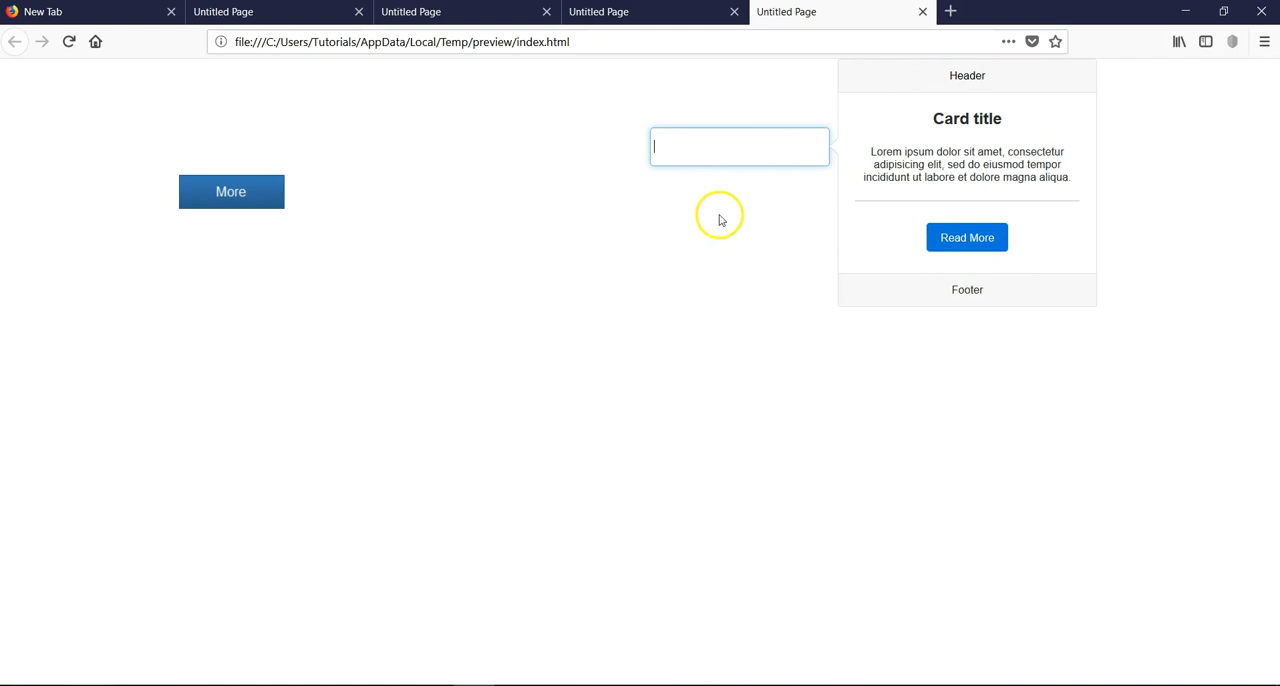 New Tab
Untitled Page
Untitled Page
Untitled Page
Untitled Page
file:///C:/Users/Tutorials/AppData/Local/Temp/preview/index.html
Header
Card title
Lorem ipsum dolor sit amet, consectetur
adipisicing elit, sed do eiusmod tempor
incididunt ut labore et dolore magna aliqua.
More
Read More
Footer